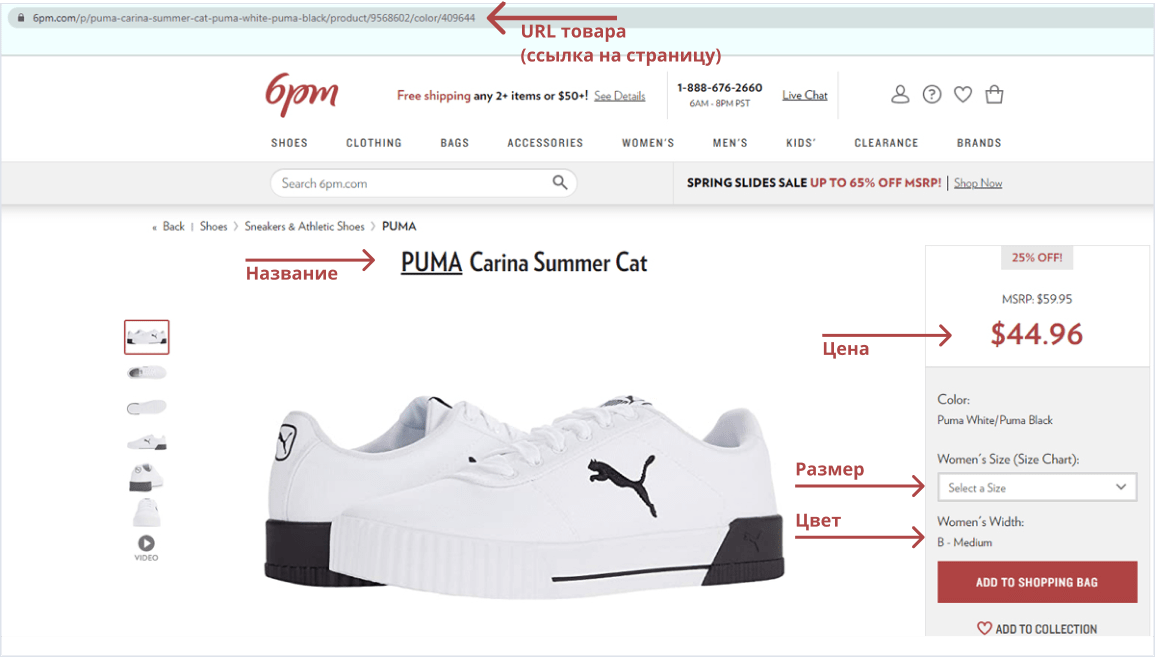 6pm.com/p/puma-carina-summer-cat-puma-white-puma-black/product/9568602/color/409644
URL товара
(ссылка на страницу)
6pm
Free shipping any 2+ items or $50+! See Details
1-888-676-2660
6AM - 8PM PST
Live Chat
SHOES CLOTHING BAGS ACCESSORIES WOMEN'S MEN'S KIDS' CLEARANCE BRANDS
Search 6pm.com
SPRING SLIDES SALE UP TO 65% OFF MSRP! | Shop Now
« Back | Shoes > Sneakers & Athletic Shoes > PUMA
Название
PUMA Carina Summer Cat
25% OFF!
MSRP: $59.95
$44.96
Цена
Color:
Puma White/Puma Black
Women's Size (Size Chart):
Размер
Select a Size
Цвет
Women's Width:
B - Medium
VIDEO
ADD TO SHOPPING BAG
ADD TO COLLECTION